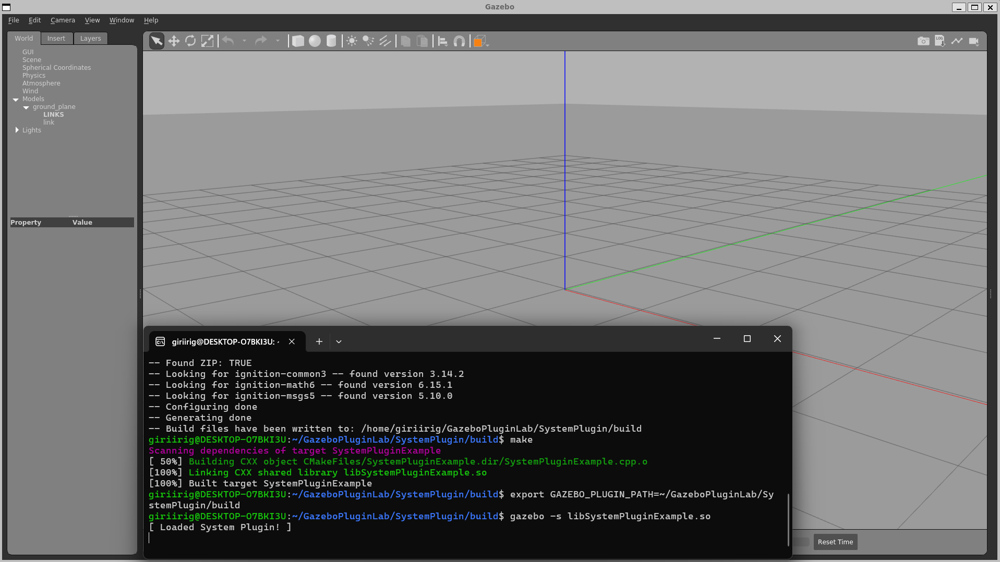 Gazebo
File Edit Camera View Window Help
World Insert Layers
LOG
GUI
Scene
Spherical Coordinates
Physics
Atmosphere
Wind
Models
ground_plane
LINKS
link
Lights
Property Value
giriirig@DESKTOP-O7BKI3U:
-- Found ZIP: TRUE
-- Looking for ignition-common3 -- found version 3.14.2
-- Looking for ignition-math6 -- found version 6.15.1
-- Looking for ignition-msgs5 -- found version 5.10.0
-- Configuring done
-- Generating done
-- Build files have been written to: /home/giriirig/GazeboPluginLab/SystemPlugin/build
giriirig@DESKTOP-O7BKI3U:~/GazeboPluginLab/SystemPlugin/build$ make
Scanning dependencies of target SystemPluginExample
[ 50%] Building CXX object CMakeFiles/SystemPluginExample.dir/SystemPluginExample.cpp.o
[100%] Linking CXX shared library libSystemPluginExample.so
[100%] Built target SystemPluginExample
giriirig@DESKTOP-O7BKI3U:~/GazeboPluginLab/SystemPlugin/build$ export GAZEBO_PLUGIN_PATH=~/GazeboPluginLab/Sy
stemPlugin/build
giriirig@DESKTOP-O7BKI3U:~/GazeboPluginLab/SystemPlugin/build$ gazebo -s libSystemPluginExample.so
[ Loaded System Plugin! ]
Reset Time